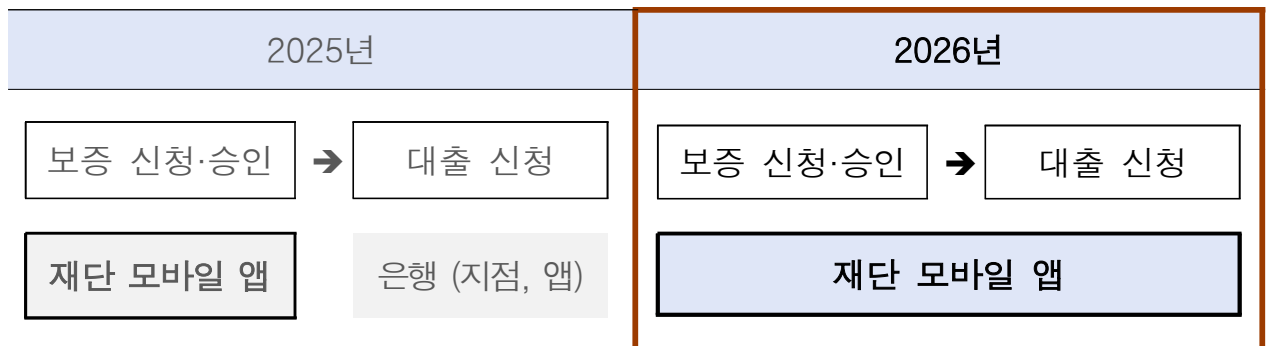 2025년 2026년
보증 신청·승인 ➔ 대출 신청 보증 신청·승인 ➔ 대출 신청
재단 모바일 앱 은행 (지점, 앱) 재단 모바일 앱